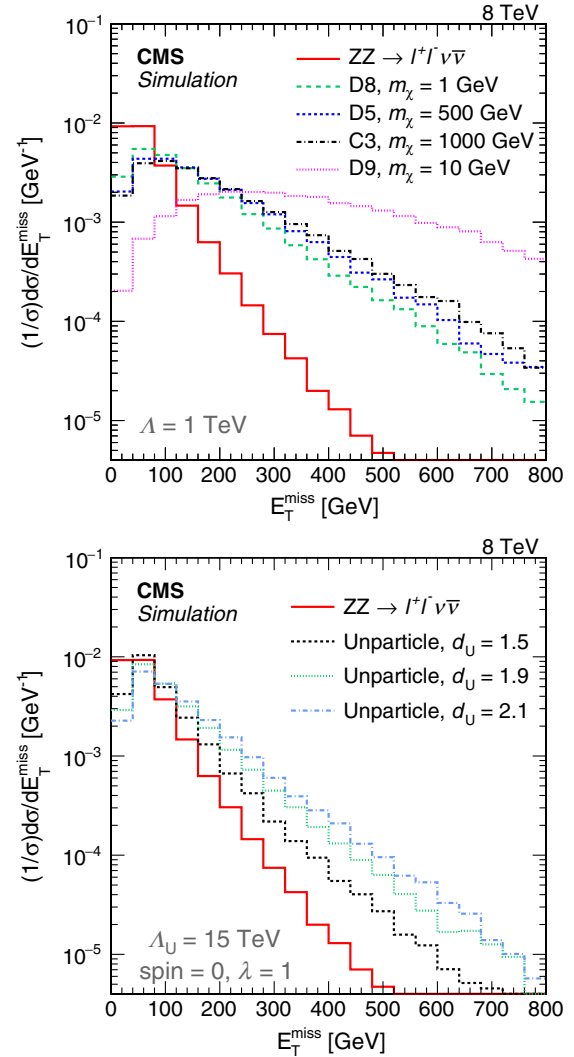 8 TeV
CMS
Simulation
ZZ → l⁺l⁻νν̅
D8, mχ = 1 GeV
D5, mχ = 500 GeV
C3, mχ = 1000 GeV
D9, mχ = 10 GeV
10⁻¹
10⁻²
10⁻³
10⁻⁴
10⁻⁵
(1/σ)dσ/dE_T^miss [GeV⁻¹]
Λ = 1 TeV
0 100 200 300 400 500 600 700 800
E_T^miss [GeV]
8 TeV
CMS
Simulation
ZZ → l⁺l⁻νν̅
Unparticle, d_U = 1.5
Unparticle, d_U = 1.9
Unparticle, d_U = 2.1
10⁻¹
10⁻²
10⁻³
10⁻⁴
10⁻⁵
(1/σ)dσ/dE_T^miss [GeV⁻¹]
Λ_U = 15 TeV
spin = 0, λ = 1
0 100 200 300 400 500 600 700 800
E_T^miss [GeV]